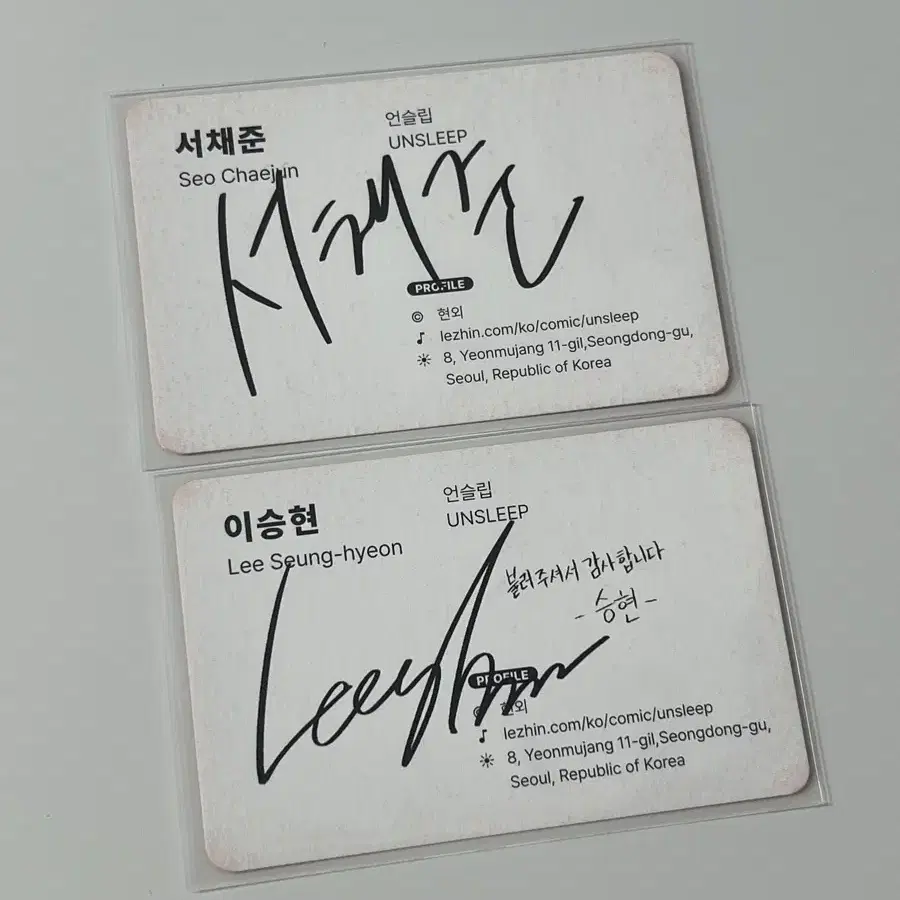 서채준
Seo Chaejun
언슬립
UNSLEEP
서채준
PROFILE
© 현외
lezhin.com/ko/comic/unsleep
8, Yeonmujang 11-gil,Seongdong-gu,
Seoul, Republic of Korea
이승현
Lee Seung-hyeon
언슬립
UNSLEEP
불러주셔서 감사합니다
- 승현 -
PROFILE
© 현외
lezhin.com/ko/comic/unsleep
8, Yeonmujang 11-gil,Seongdong-gu,
Seoul, Republic of Korea